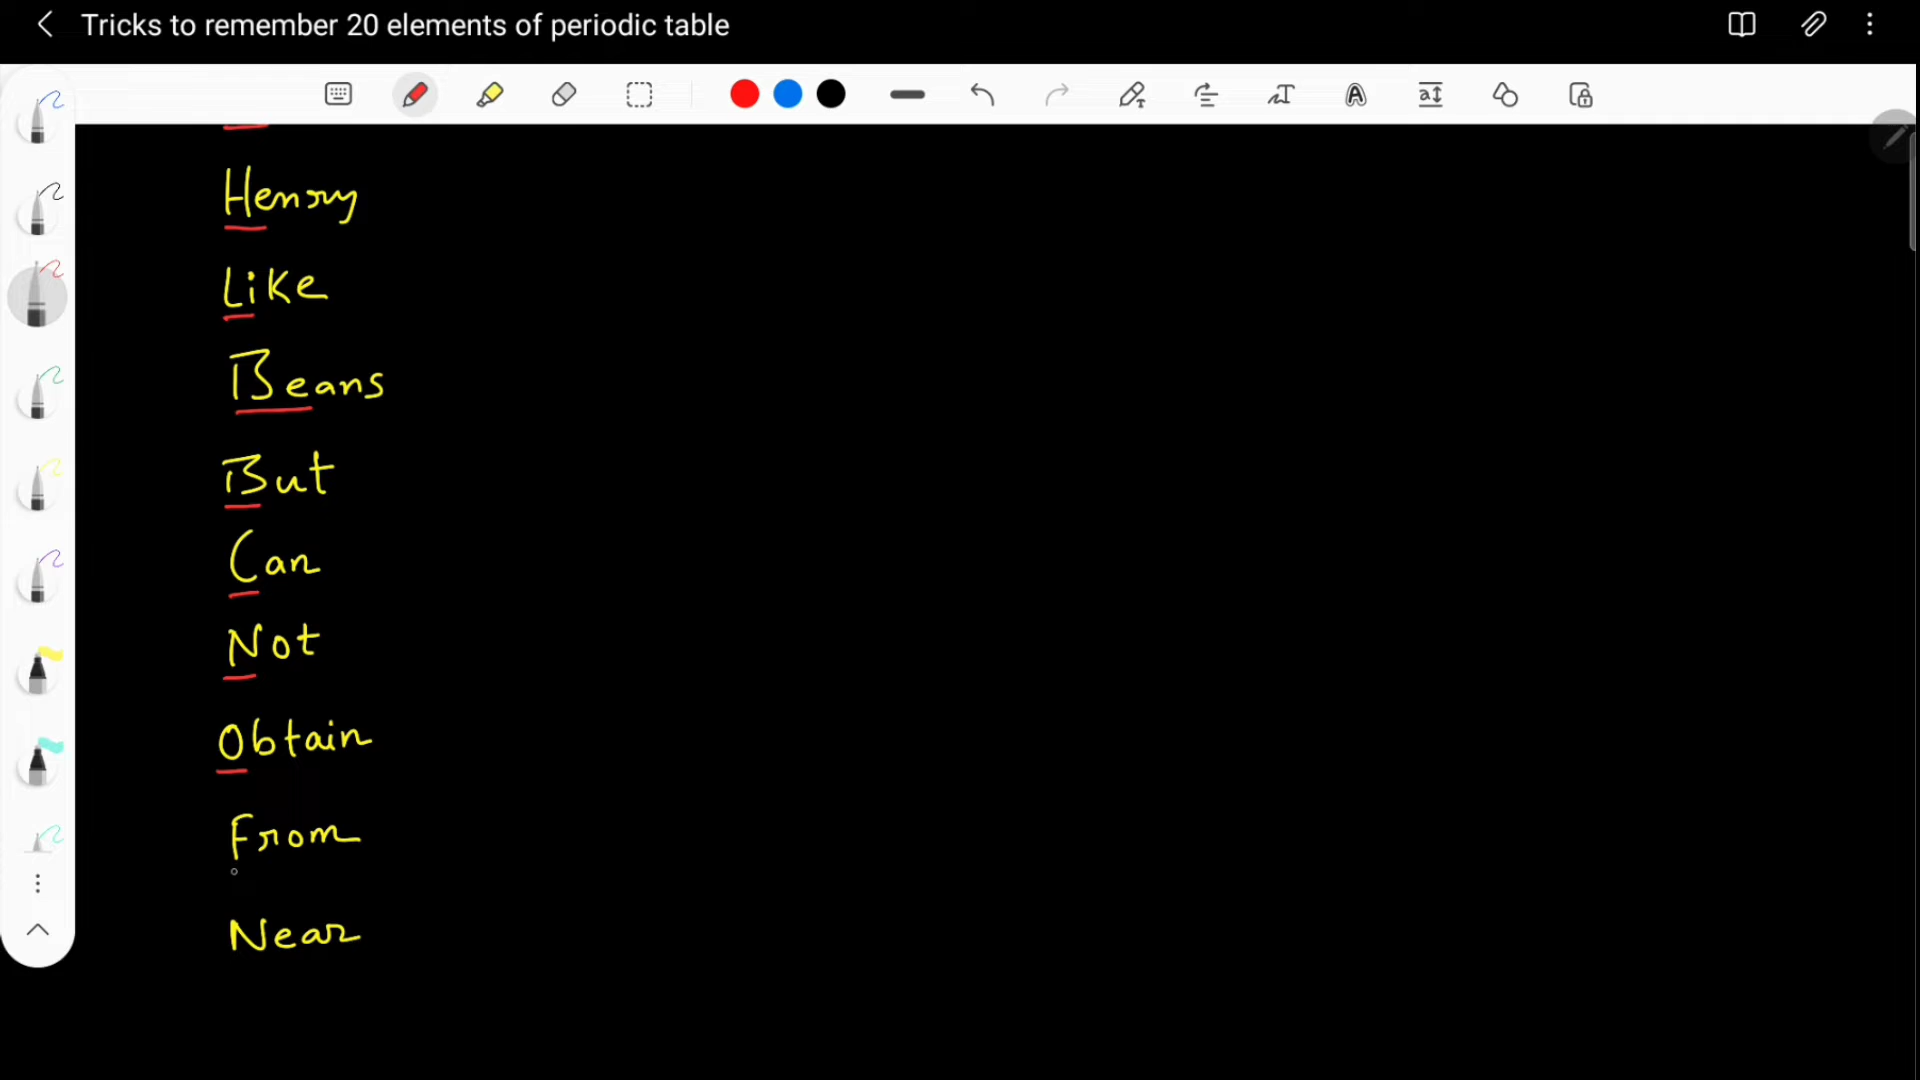 Tricks to remember 20 elements of periodic table
Henry
Like
Beans
But
Can
Not
Obtain
From
Near